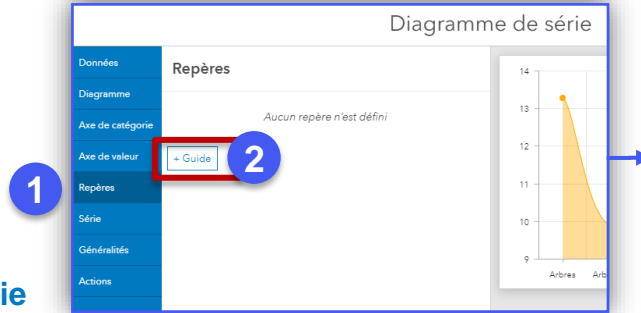 Diagramme de série
Données
Diagramme
Axe de catégorie
Axe de valeur
Repères
Série
Généralités
Actions
Repères
Aucun repère n'est défini
+ Guide
1
2
14
13
12
11
10
9
Arbres Arb
ie